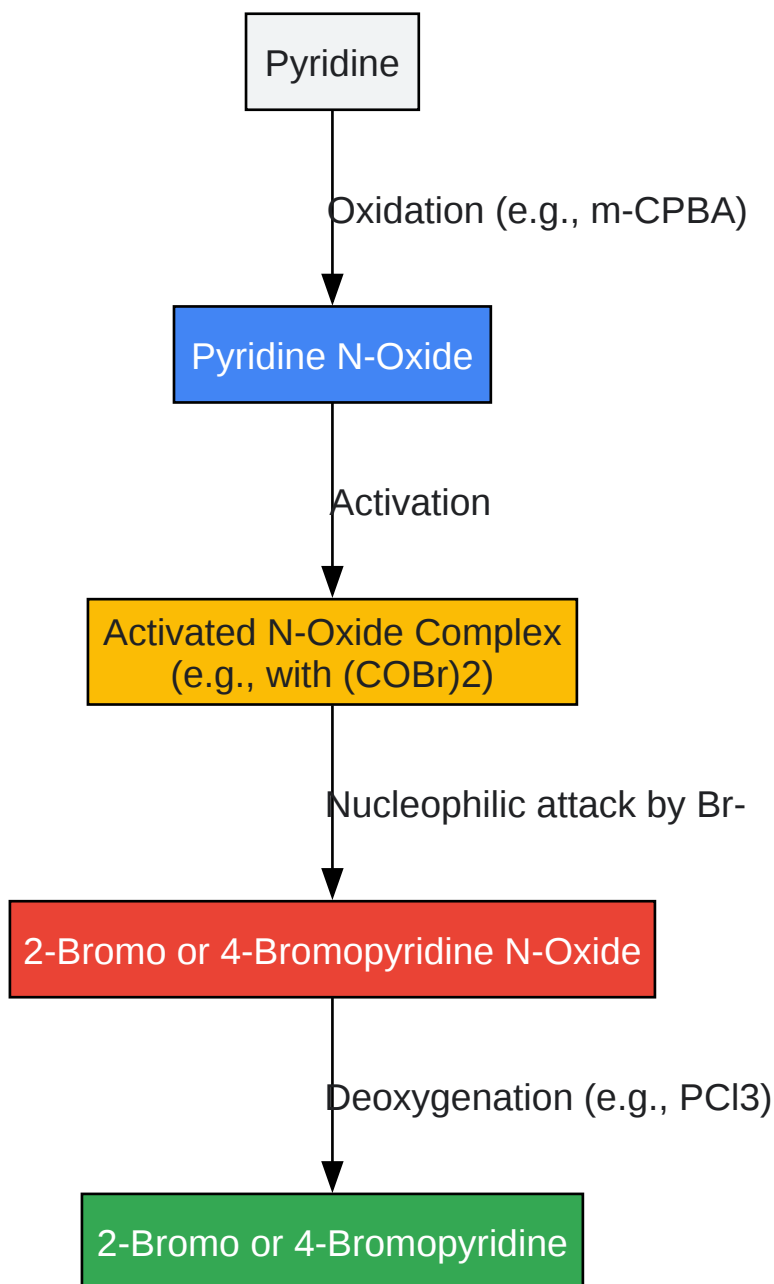 Pyridine
Oxidation (e.g., m-CPBA)
Pyridine N-Oxide
Activation
Activated N-Oxide Complex
(e.g., with (COBr)2)
Nucleophilic attack by Br-
2-Bromo or 4-Bromopyridine N-Oxide
Deoxygenation (e.g., PCl3)
2-Bromo or 4-Bromopyridine